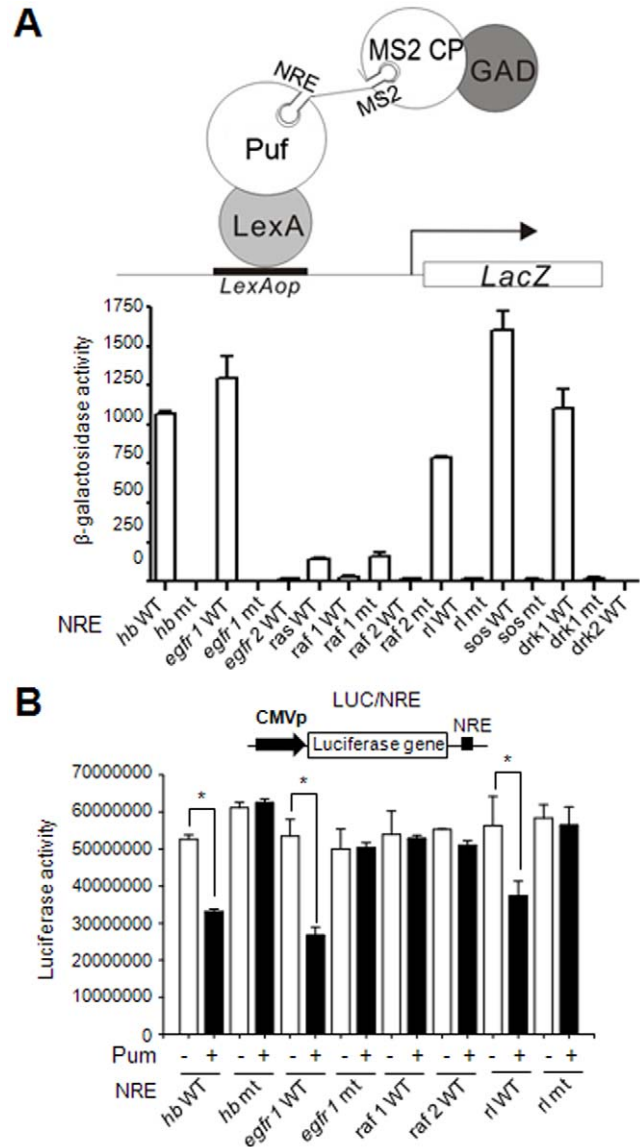 A
NRE
MS2
MS2 CP
GAD
Puf
LexA
LexAop
LacZ
β-galactosidase activity
1750
1500
1250
1000
750
500
250
0
NRE
hb WT
hb mt
egfr 1 WT
egfr 1 mt
egfr 2 WT
ras WT
raf 1 WT
raf 1 mt
raf 2 WT
raf 2 mt
rl WT
rl mt
sos WT
sos mt
drk1 WT
drk1 mt
drk2 WT
B
LUC/NRE
CMVp
Luciferase gene
NRE
Luciferase activity
70000000
60000000
50000000
40000000
30000000
20000000
10000000
0
* * *
Pum - + - + - + - + - + - + - + - +
NRE
hb WT
hb mt
egfr 1 WT
egfr 1 mt
raf 1 WT
raf 2 WT
rl WT
rl mt